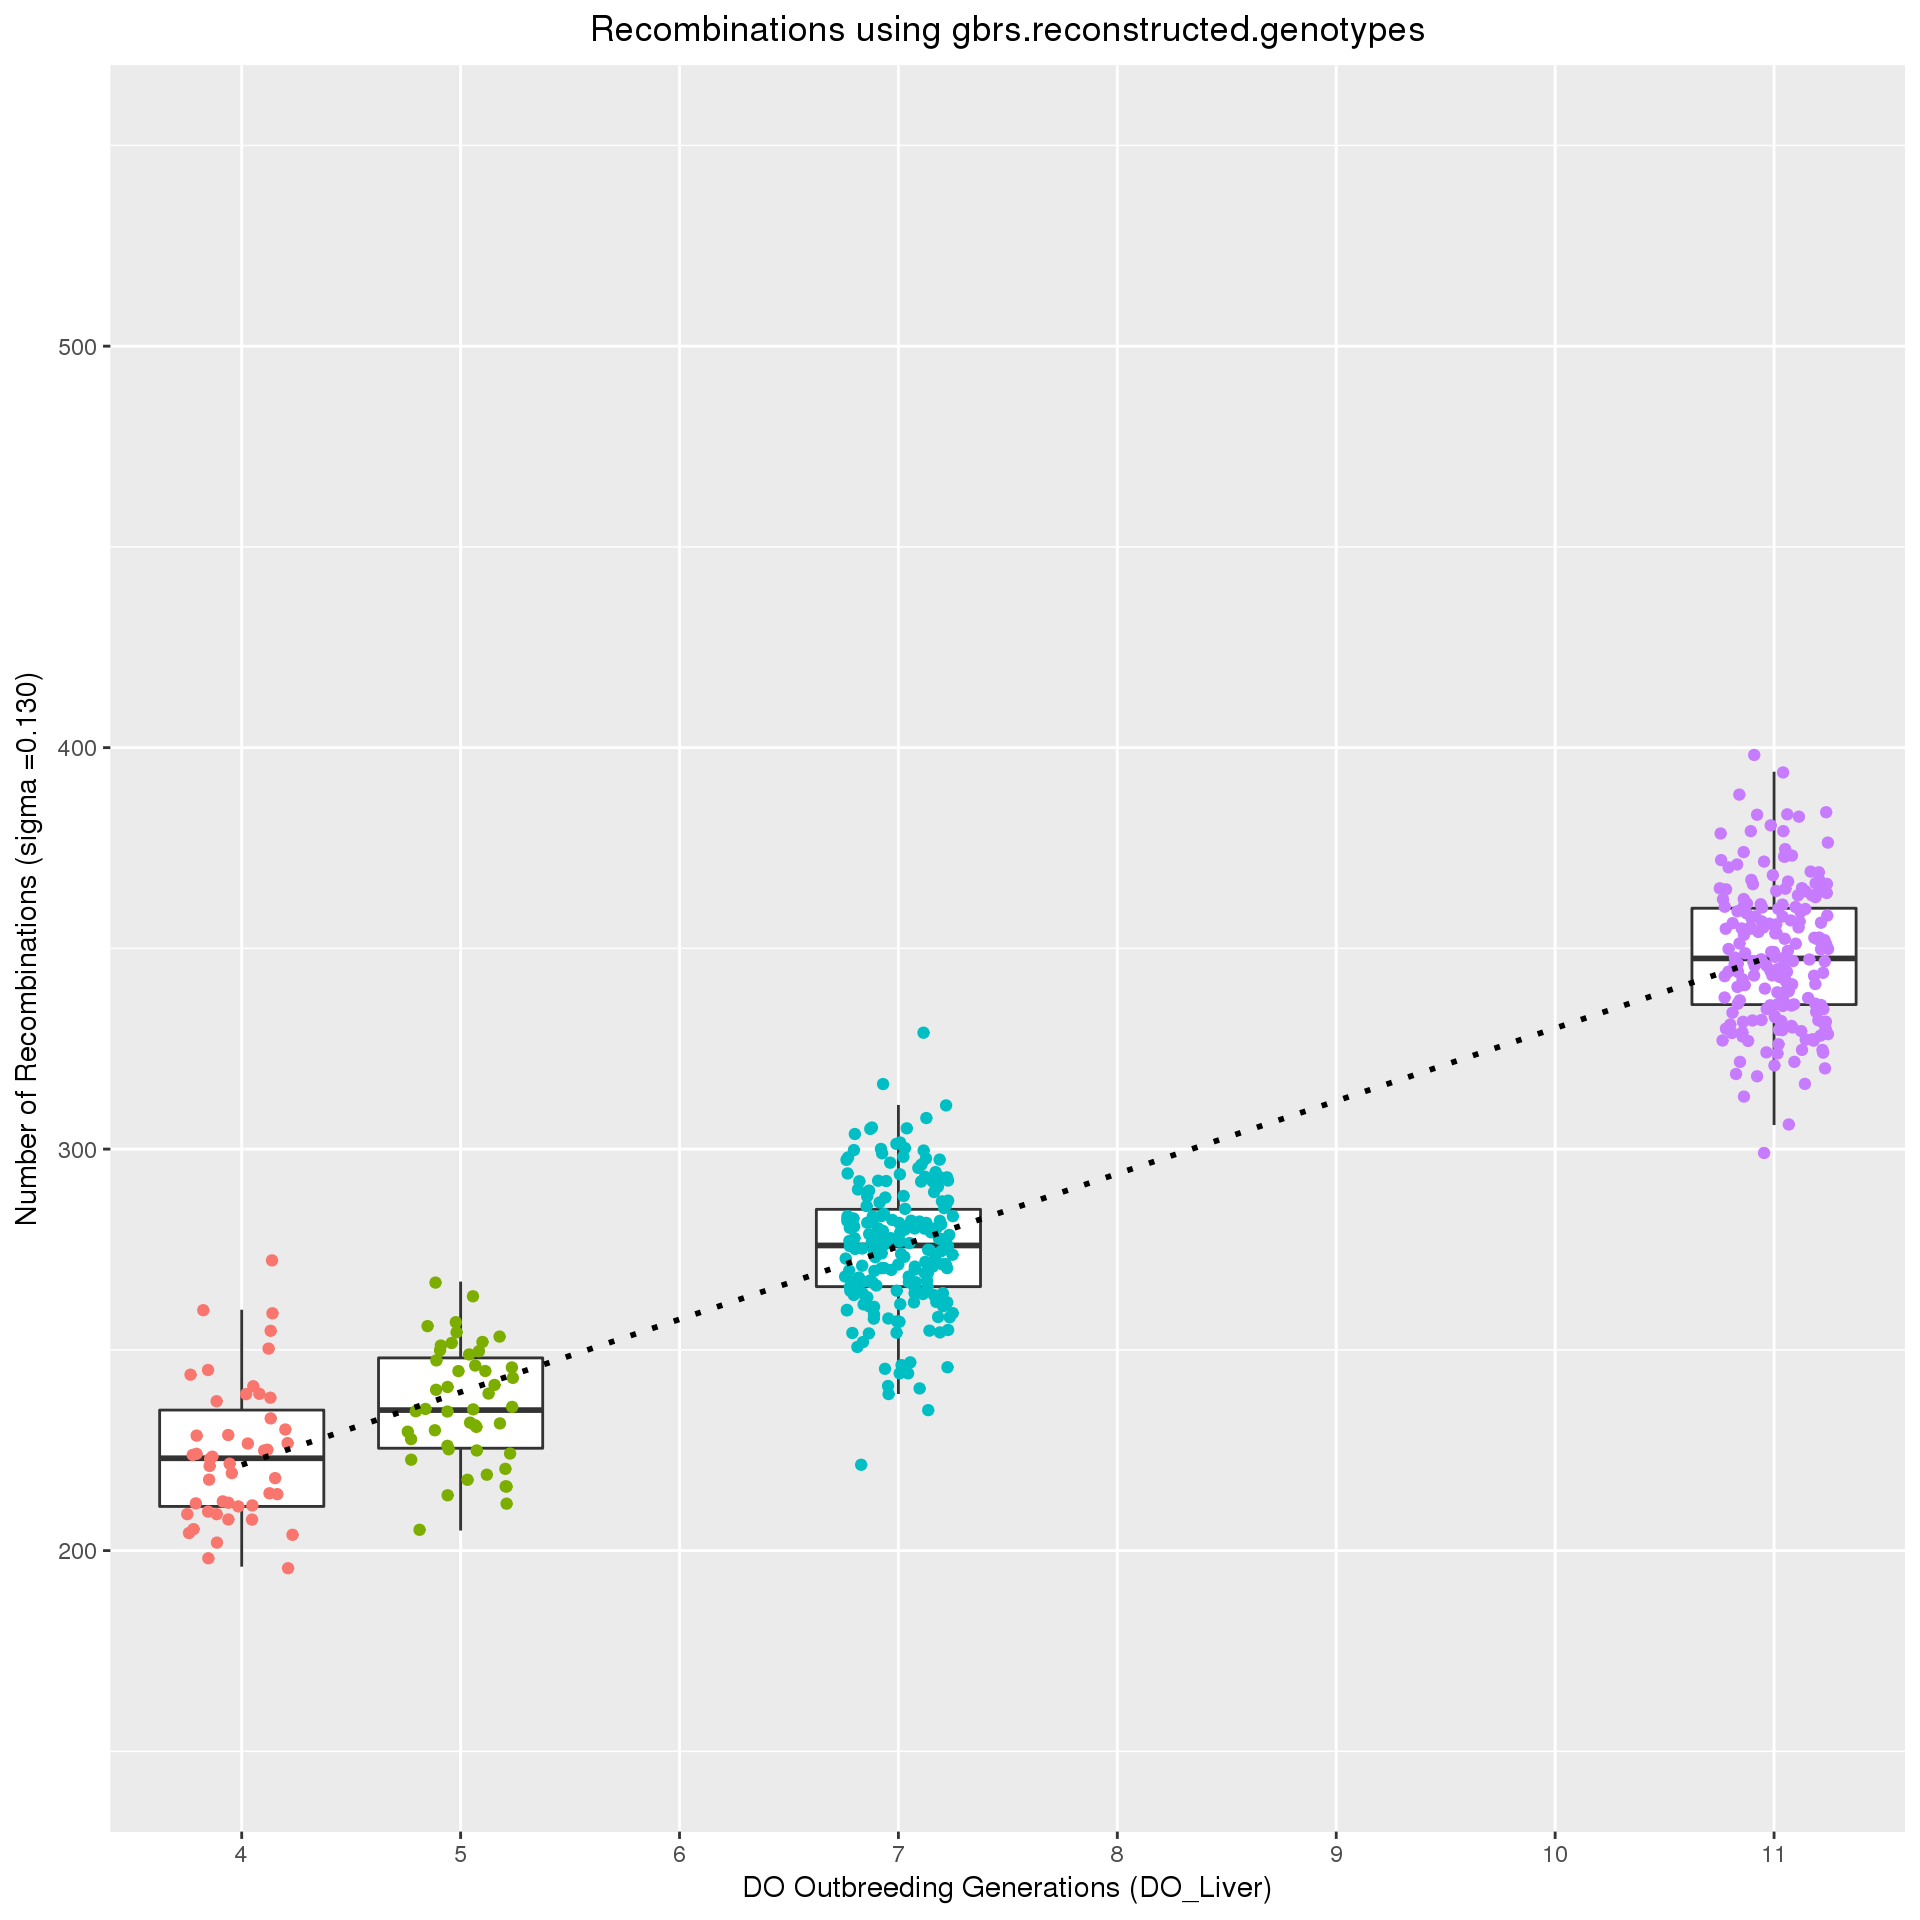 Recombinations using gbrs.reconstructed.genotypes
Number of Recombinations (sigma =0.130)
500
400
300
200
4 5 6 7 8 9 10 11
DO Outbreeding Generations (DO_Liver)